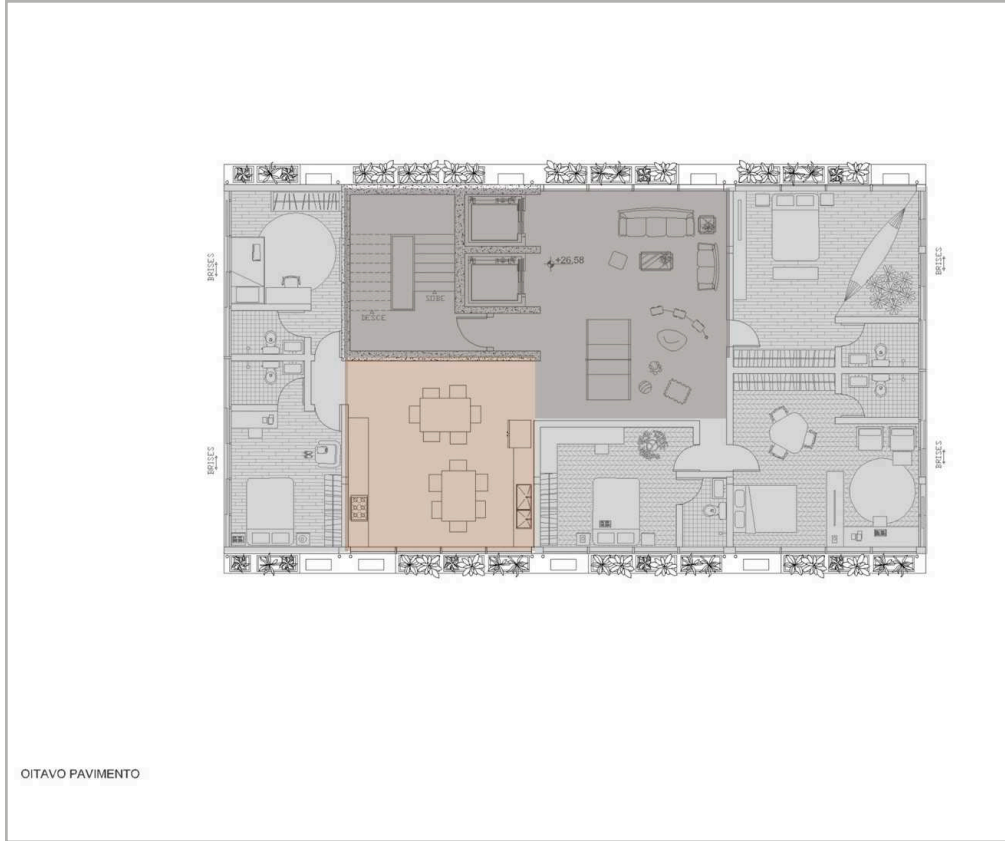 BRISES
+26.58
BRISES
SOBE
DESCE
BRISES
BRISES
OITAVO PAVIMENTO